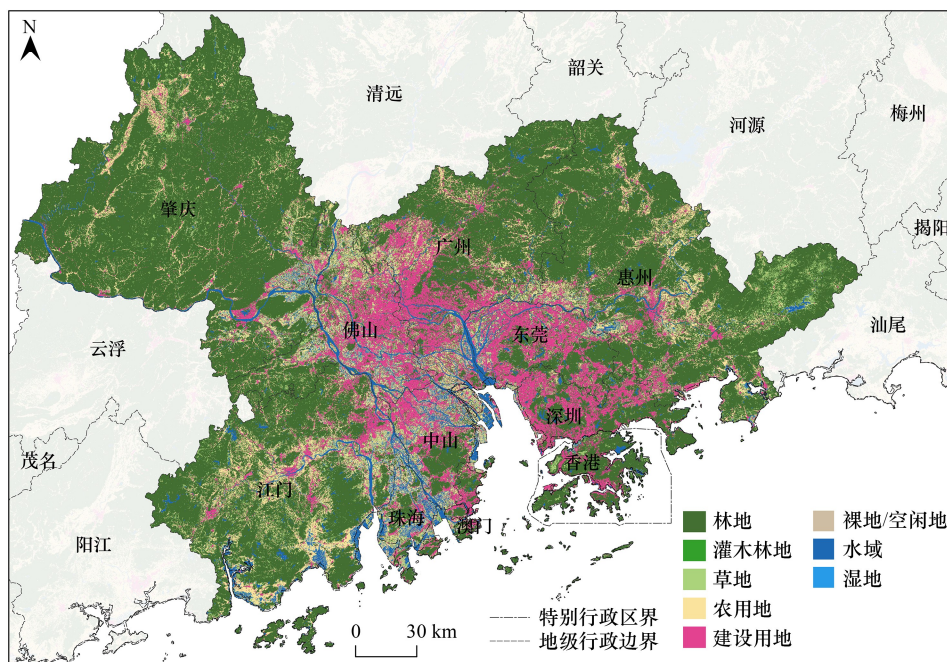 N
韶关
清远
梅州
河源
肇庆
揭阳
广州
惠州
佛山
东莞
汕尾
云浮
深圳
中山
茂名
香港
江门
珠海
澳门
阳江
林地
裸地/空闲地
灌木林地
水域
草地
湿地
农用地
特别行政区界
建设用地
地级行政边界
0 30 km